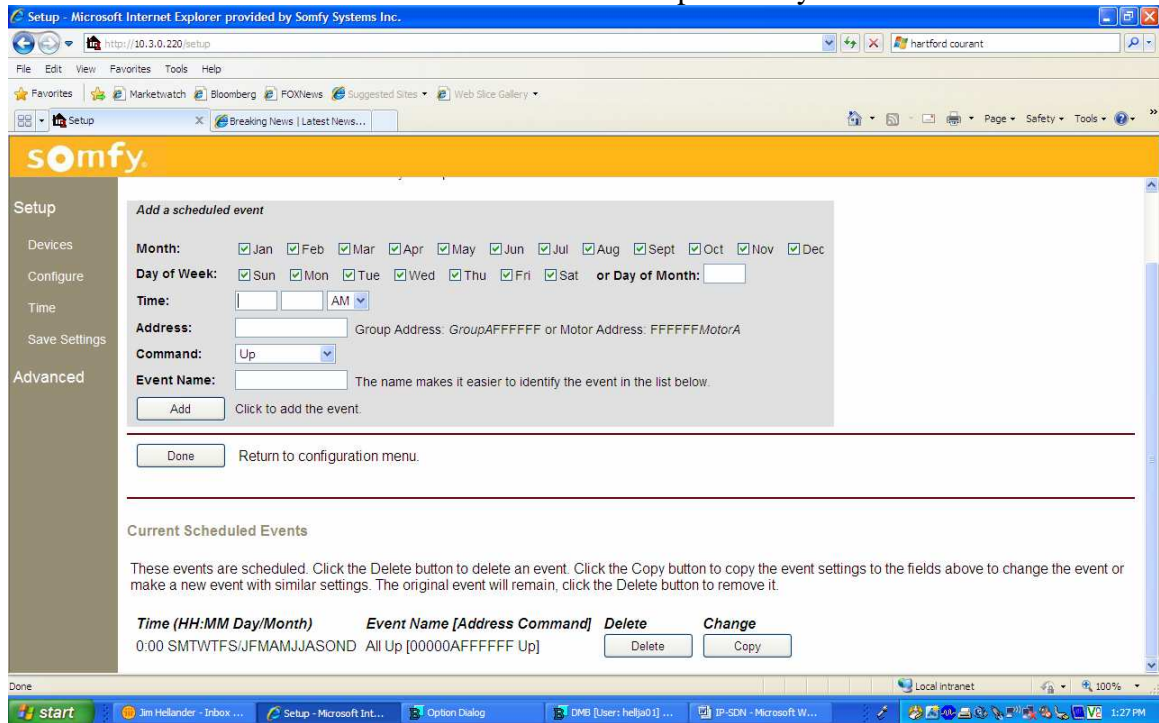 Setup - Microsoft Internet Explorer provided by Somfy Systems Inc.
http://10.3.0.220/setup
hartford courant
File Edit View Favorites Tools Help
Favorites Marketwatch Bloomberg FOXNews Suggested Sites Web Slice Gallery
Setup X Breaking News | Latest News... Page Safety Tools
somfy.
Setup
Devices
Configure
Time
Save Settings
Advanced
Add a scheduled event
Month: Jan Feb Mar Apr May Jun Jul Aug Sept Oct Nov Dec
Day of Week: Sun Mon Tue Wed Thu Fri Sat or Day of Month:
Time: AM
Address: Group Address: GroupAFFFFFF or Motor Address: FFFFFFMotorA
Command: Up
Event Name: The name makes it easier to identify the event in the list below.
Add Click to add the event.
Done Return to configuration menu.
Current Scheduled Events
These events are scheduled. Click the Delete button to delete an event. Click the Copy button to copy the event settings to the fields above to change the event or
make a new event with similar settings. The original event will remain, click the Delete button to remove it.
Time (HH:MM Day/Month) Event Name [Address Command] Delete Change
0:00 SMTWTFS/JFMAMJJASOND All Up [00000AFFFFFF Up] Delete Copy
Done Local intranet 100%
start Jim Hellander - Inbox ... Setup - Microsoft Int... Option Dialog DMB [User: hellja01] ... IP-SDN - Microsoft W... 1:27 PM